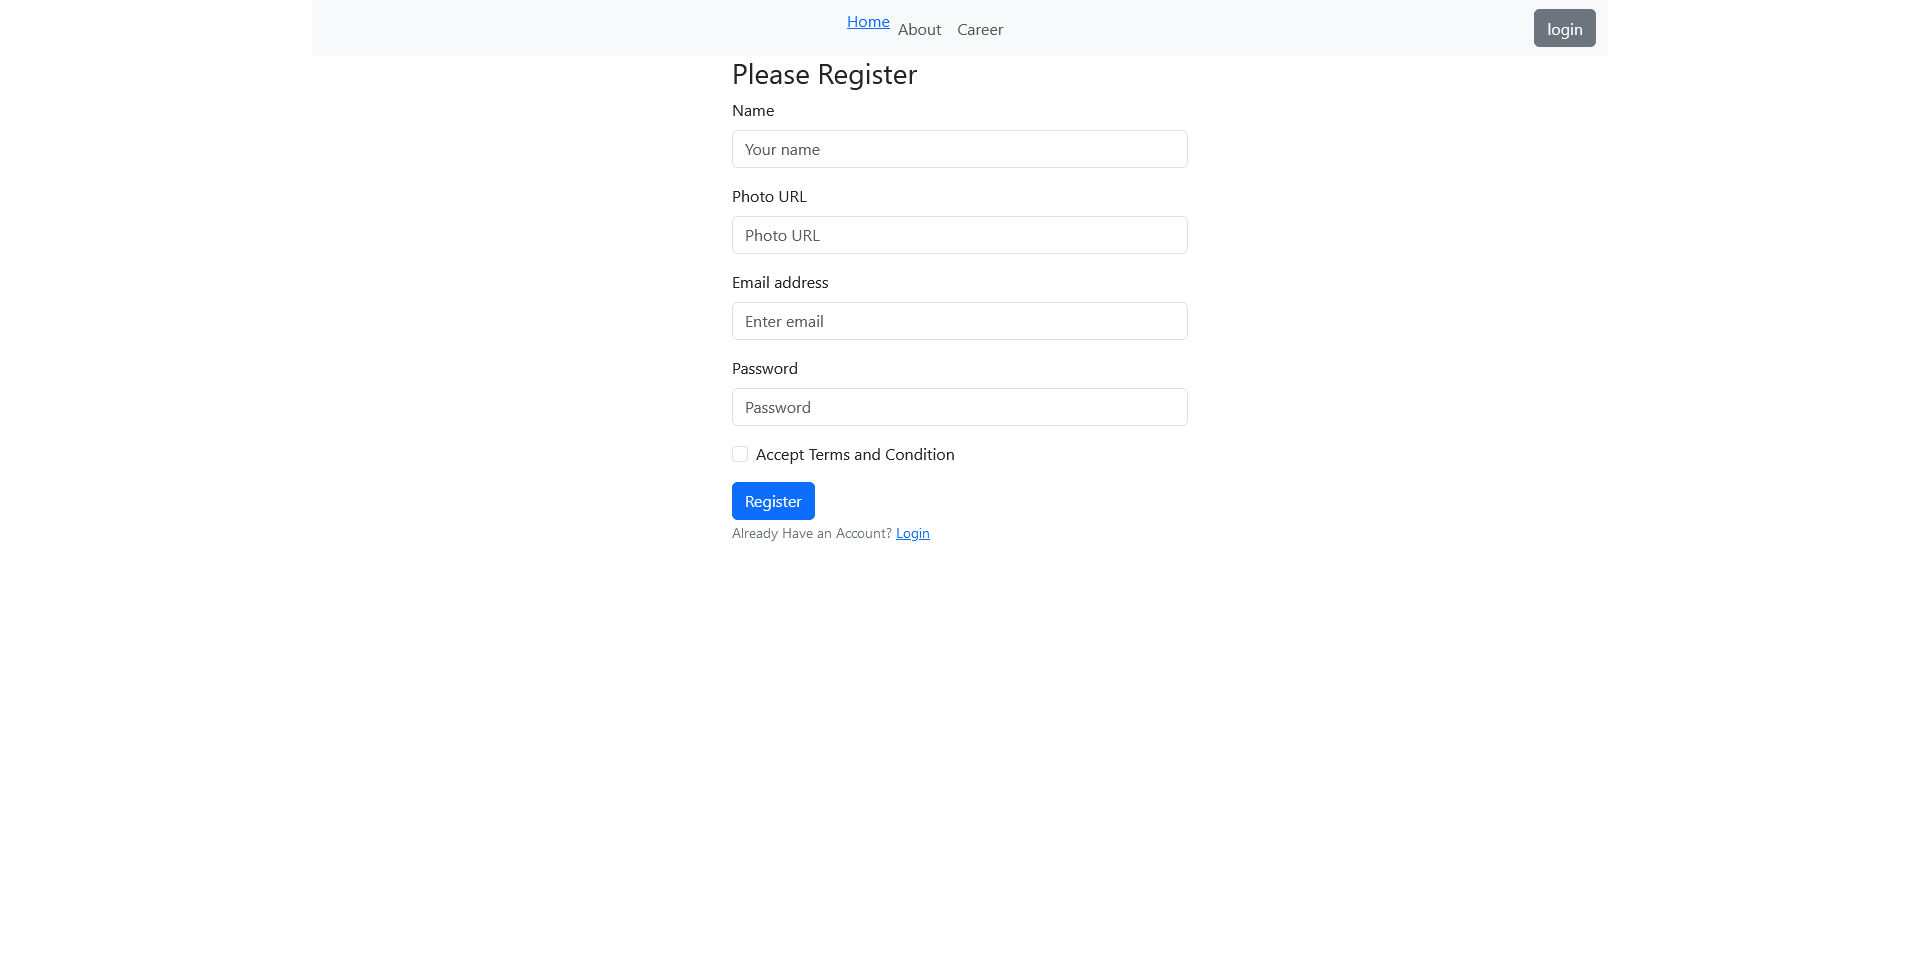 Home About Career login
Please Register
Name
Your name
Photo URL
Photo URL
Email address
Enter email
Password
Password
Accept Terms and Condition
Register
Already Have an Account? Login